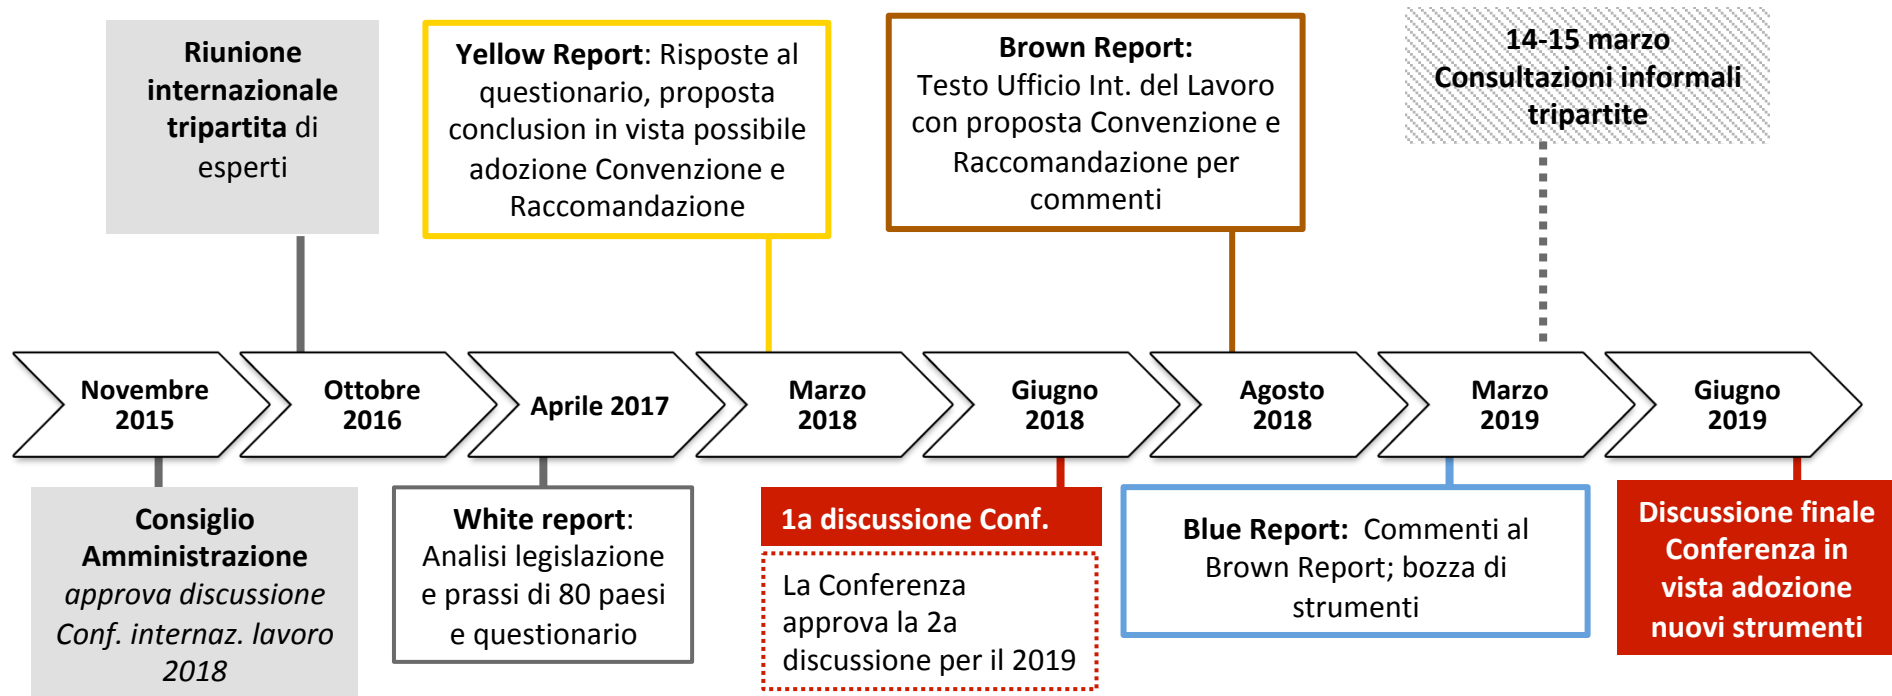 Riunione
internazionale
tripartita di
esperti
Yellow Report: Risposte al
questionario, proposta
conclusion in vista possibile
adozione Convenzione e
Raccomandazione
Brown Report:
Testo Ufficio Int. del Lavoro
con proposta Convenzione e
Raccomandazione per
commenti
14-15 marzo
Consultazioni informali
tripartite
Novembre
2015
Ottobre
2016
Aprile 2017
Marzo
2018
Giugno
2018
Agosto
2018
Marzo
2019
Giugno
2019
Consiglio
Amministrazione
approva discussione
Conf. internaz. lavoro
2018
White report:
Analisi legislazione
e prassi di 80 paesi
e questionario
1a discussione Conf.
La Conferenza
approva la 2a
discussione per il 2019
Blue Report: Commenti al
Brown Report; bozza di
strumenti
Discussione finale
Conferenza in
vista adozione
nuovi strumenti